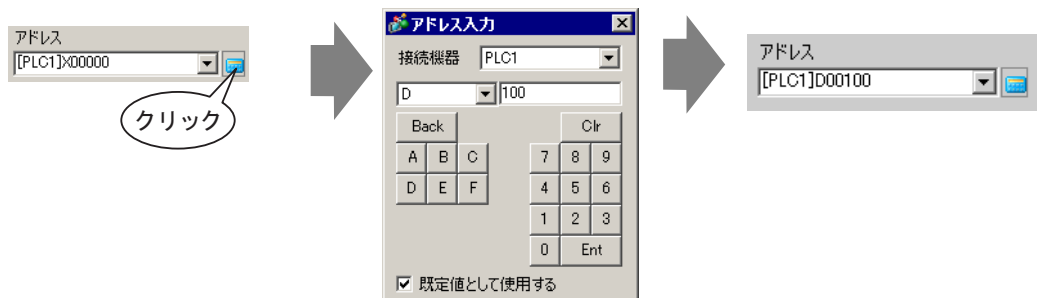 アドレス
[PLC1]X00000
クリック
アドレス入力
接続機器 PLC1
D 100
Back Clr
A B C 7 8 9
D E F 4 5 6
1 2 3
0 Ent
既定値として使用する
アドレス
[PLC1]D00100